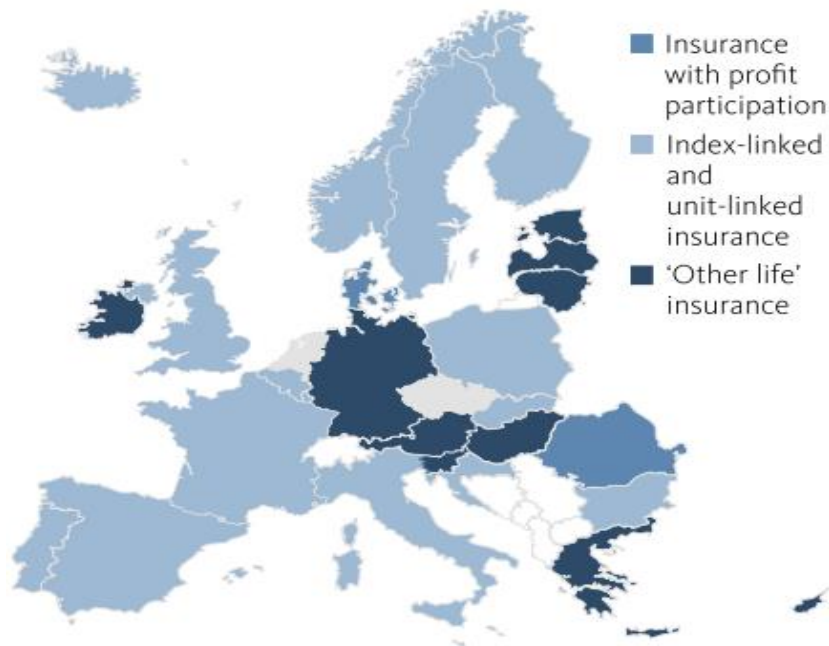 Insurance
with profit
participation
Index-linked
and
unit-linked
insurance
‘Other life’
insurance